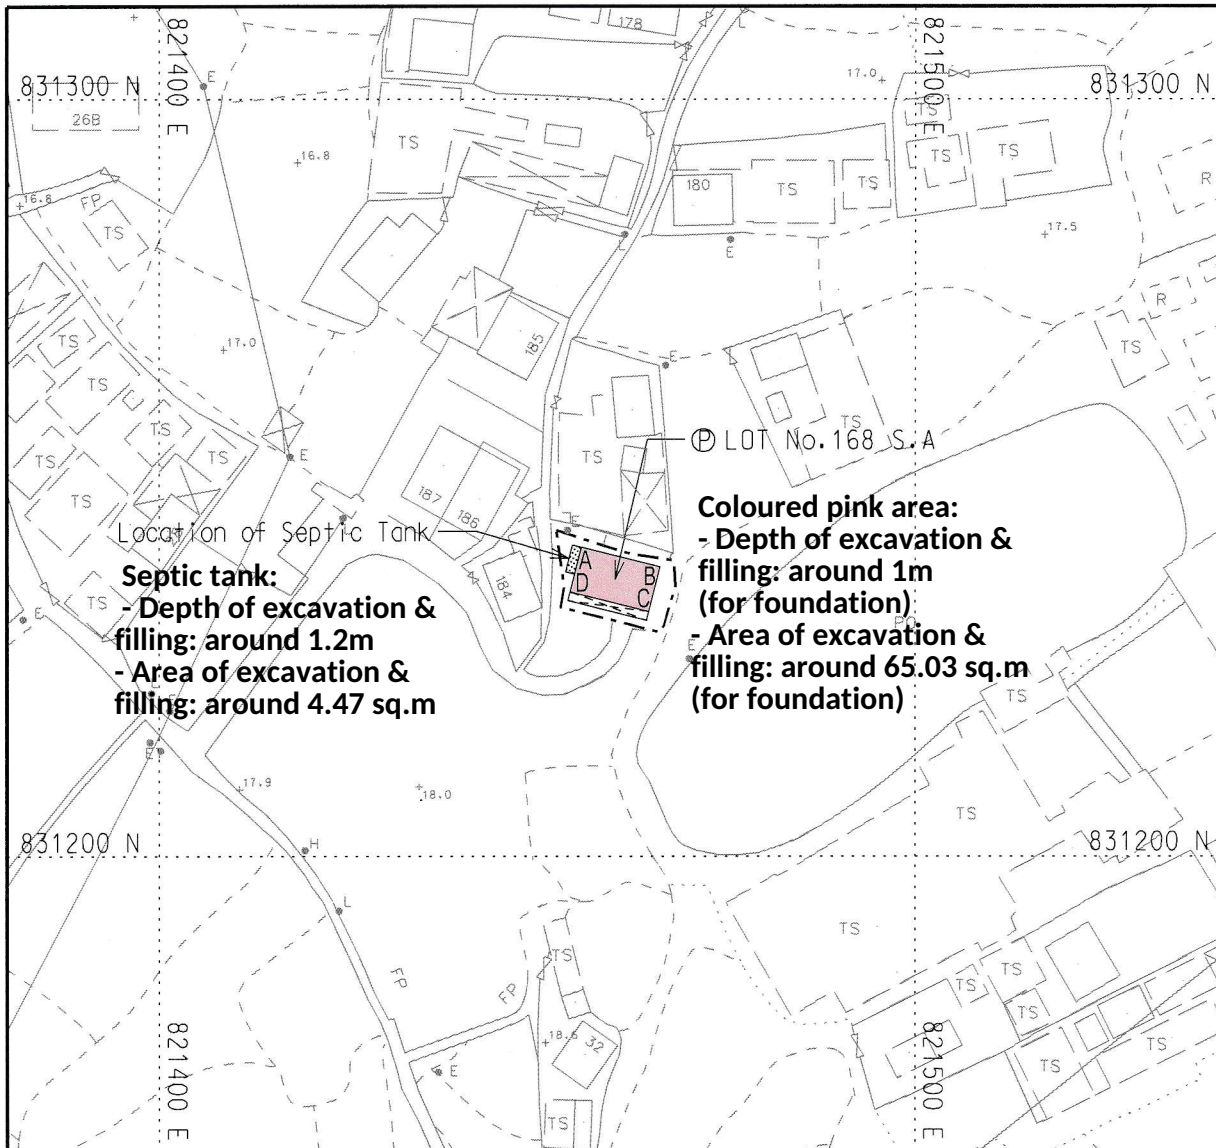 178
821400 E
821500 E
831300 N
17.0
831300 N
26B
TS
TS
16.8
TS
TS
180
TS
TS
R
16.8
FP
TS
L
E
E
17.5
R
17.0
185
TS
TS
E
TS
TS
TS
P LOT No.168 S.A
TS
TS
TS
E
TS
187
186
Coloured pink area:
- Depth of excavation &
filling: around 1m
(for foundation)
- Area of excavation &
filling: around 65.03 sq.m
(for foundation)
Location of Septic Tank
E
Septic tank:
- Depth of excavation &
filling: around 1.2m
- Area of excavation &
filling: around 4.47 sq.m
A
B
D
C
184
TS
E
PO
E
TS
E
17.9
18.0
TS
831200 N
831200 N
H
L
TS
TS
TS
TS
FP
FP
TS
18.6
32
TS
TS
E
821400 E
821500 E
TS